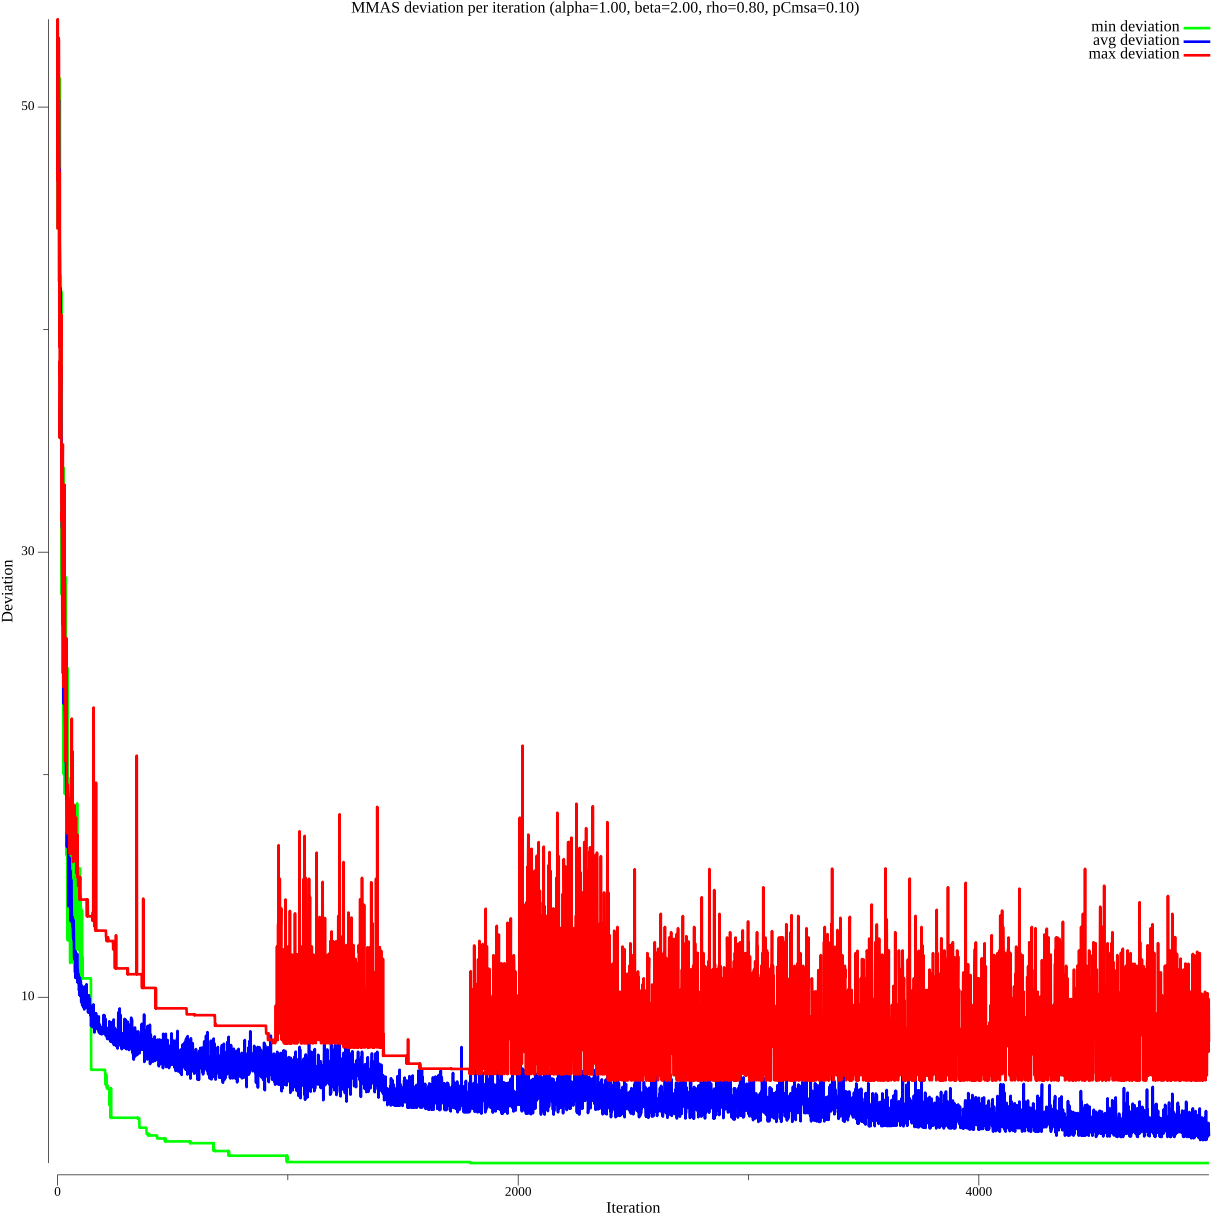 MMAS deviation per iteration (alpha=1.00, beta=2.00, rho=0.80, pCmsa=0.10)
min deviation
avg deviation
max deviation
50
30
10
Deviation
0
2000
4000
Iteration